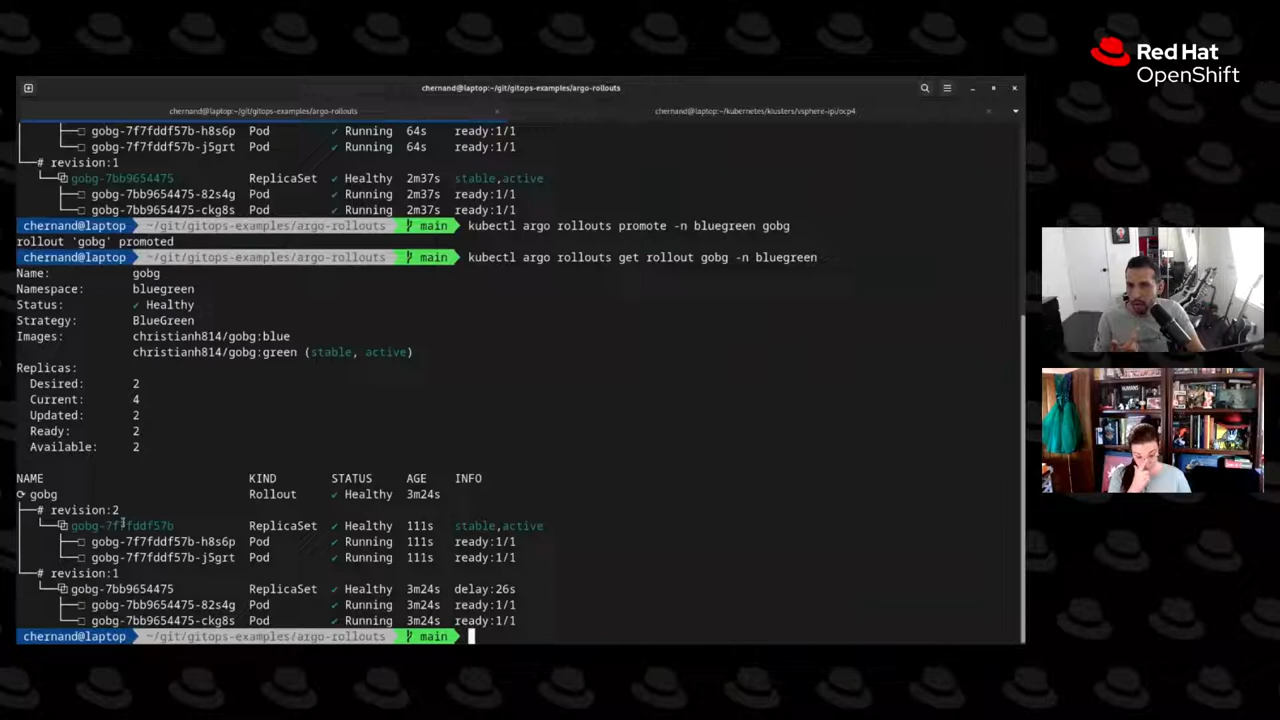 Red Hat
OpenShift
chernand@laptop:~/git/gitops-examples/argo-rollouts
chernand@laptop:~/git/gitops-examples/argo-rollouts
chernand@laptop:~/kubernetes/klusters/vsphere-ipi/ocp4
gobg-7f7fddf57b-h8s6p Pod ✓ Running 64s ready:1/1
gobg-7f7fddf57b-j5grt Pod ✓ Running 64s ready:1/1
# revision:1
gobg-7bb9654475 ReplicaSet ✓ Healthy 2m37s stable,active
gobg-7bb9654475-82s4g Pod ✓ Running 2m37s ready:1/1
gobg-7bb9654475-ckg8s Pod ✓ Running 2m37s ready:1/1
chernand@laptop ~/git/gitops-examples/argo-rollouts main kubectl argo rollouts promote -n bluegreen gobg
rollout 'gobg' promoted
chernand@laptop ~/git/gitops-examples/argo-rollouts main kubectl argo rollouts get rollout gobg -n bluegreen
Name: gobg
Namespace: bluegreen
Status: ✓ Healthy
Strategy: BlueGreen
Images: christianh814/gobg:blue
christianh814/gobg:green (stable, active)
Replicas:
Desired: 2
Current: 4
Updated: 2
Ready: 2
Available: 2
NAME KIND STATUS AGE INFO
⟳ gobg Rollout ✓ Healthy 3m24s
# revision:2
gobg-7f7fddf57b ReplicaSet ✓ Healthy 111s stable,active
gobg-7f7fddf57b-h8s6p Pod ✓ Running 111s ready:1/1
gobg-7f7fddf57b-j5grt Pod ✓ Running 111s ready:1/1
# revision:1
gobg-7bb9654475 ReplicaSet ✓ Healthy 3m24s delay:26s
gobg-7bb9654475-82s4g Pod ✓ Running 3m24s ready:1/1
gobg-7bb9654475-ckg8s Pod ✓ Running 3m24s ready:1/1
chernand@laptop ~/git/gitops-examples/argo-rollouts main